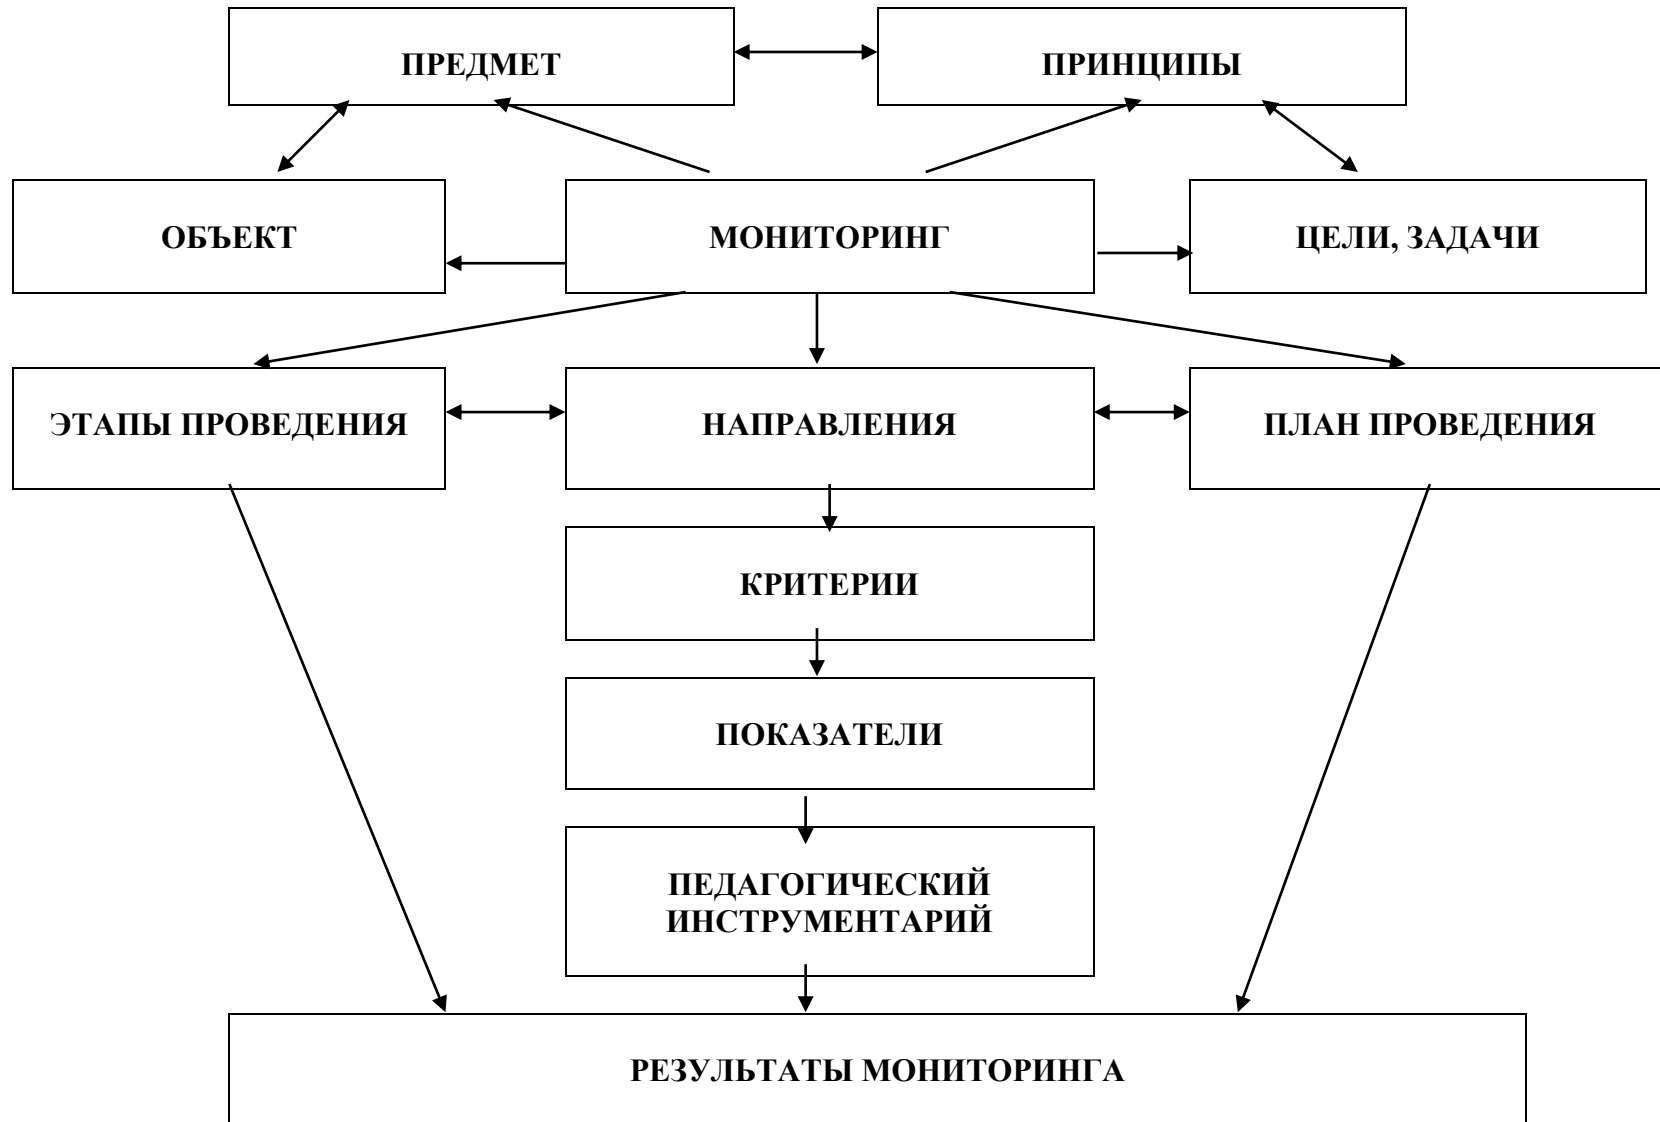 ПРЕДМЕТ
ПРИНЦИПЫ
ОБЪЕКТ
МОНИТОРИНГ
ЦЕЛИ, ЗАДАЧИ
ЭТАПЫ ПРОВЕДЕНИЯ
НАПРАВЛЕНИЯ
ПЛАН ПРОВЕДЕНИЯ
КРИТЕРИИ
ПОКАЗАТЕЛИ
ПЕДАГОГИЧЕСКИЙ
ИНСТРУМЕНТАРИЙ
РЕЗУЛЬТАТЫ МОНИТОРИНГА